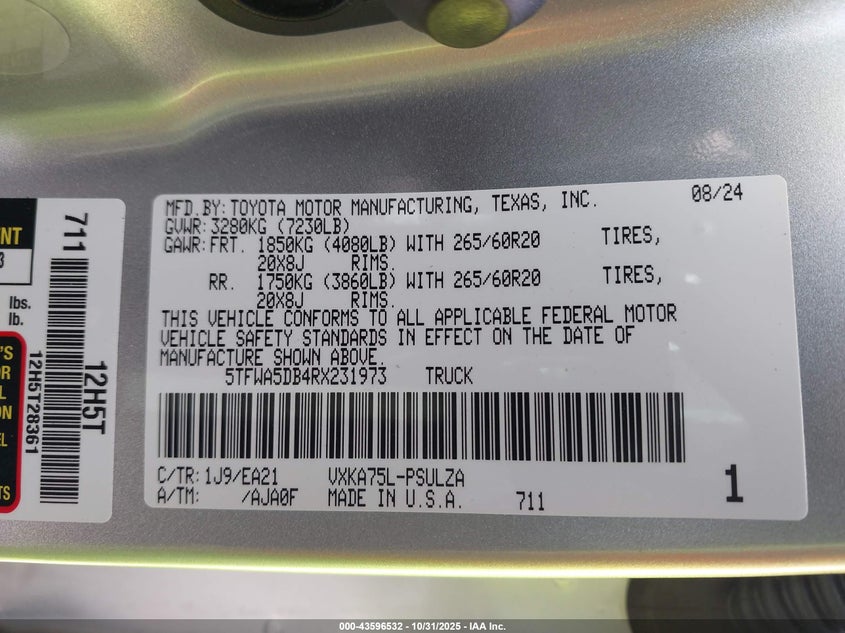 MFD.BY: TOYOTA MOTOR MANUFACTURING, TEXAS, INC. 08/24
GVWR: 3280KG (7230LB)
GAWR: FRT. 1850KG (4080LB) WITH 265/60R20 TIRES,
20X8J RIMS.
RR. 1750KG (3860LB) WITH 265/60R20 TIRES,
20X8J RIMS.
THIS VEHICLE CONFORMS TO ALL APPLICABLE FEDERAL MOTOR
VEHICLE SAFETY STANDARDS IN EFFECT ON THE DATE OF
MANUFACTURE SHOWN ABOVE.
5TFWA5DB4RX231973 TRUCK
C/TR: 1J9/EA21 VXKA75L-PSULZA
A/TM: /AJA0F MADE IN U.S.A. 711
1
711
12H5T
12H5T28361
lbs.
lb.
000-43596532 - 10/31/2025 - IAA Inc.